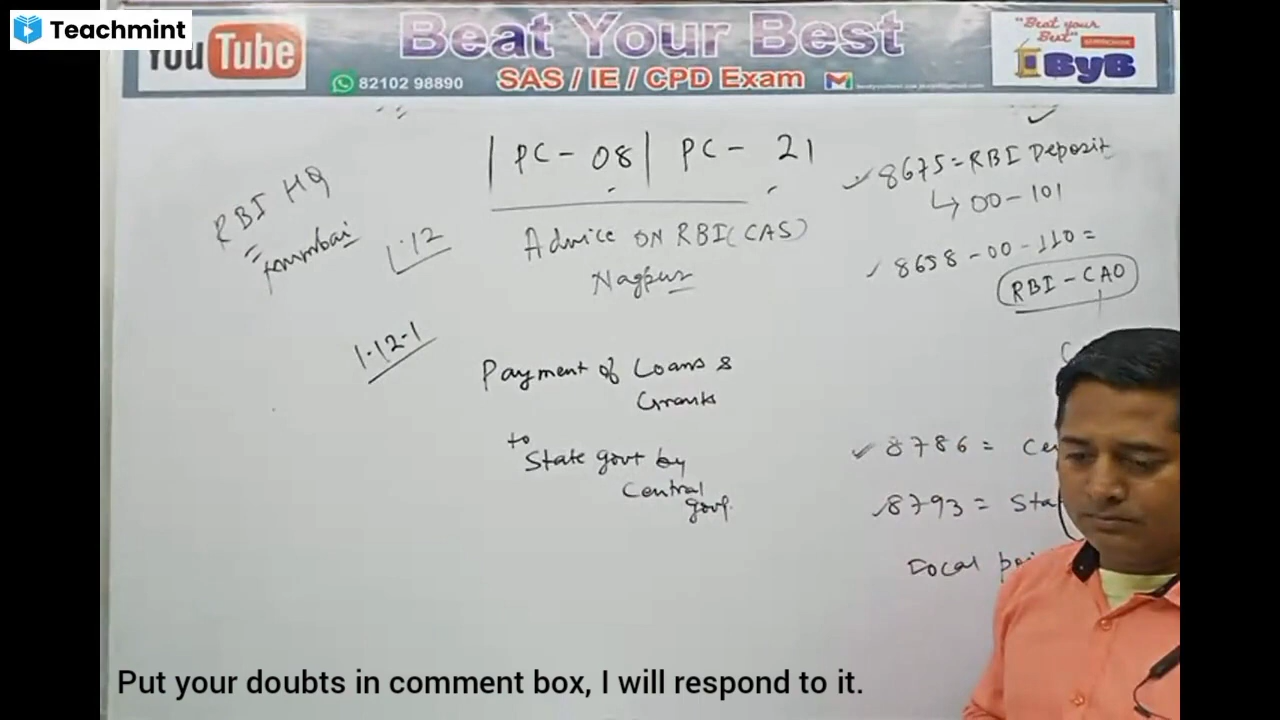 Teachmint
YouTube
Beat Your Best
SAS / IE / CPD Exam
82102 98890
"Beat your
Best"
SUBSCRIBE
ByB
PC - 08 | PC - 21
8675 = RBI Deposit
↳ 00-101
8658-00-110 =
RBI - CAO
RBI HQ
= Mumbai
1.12
Advice on RBI (CAS)
Nagpur
1.12.1
Payment of Loans &
Grants
to
State govt by
Central
govt.
8786 =
8793 =
Focal
Put your doubts in comment box, I will respond to it.